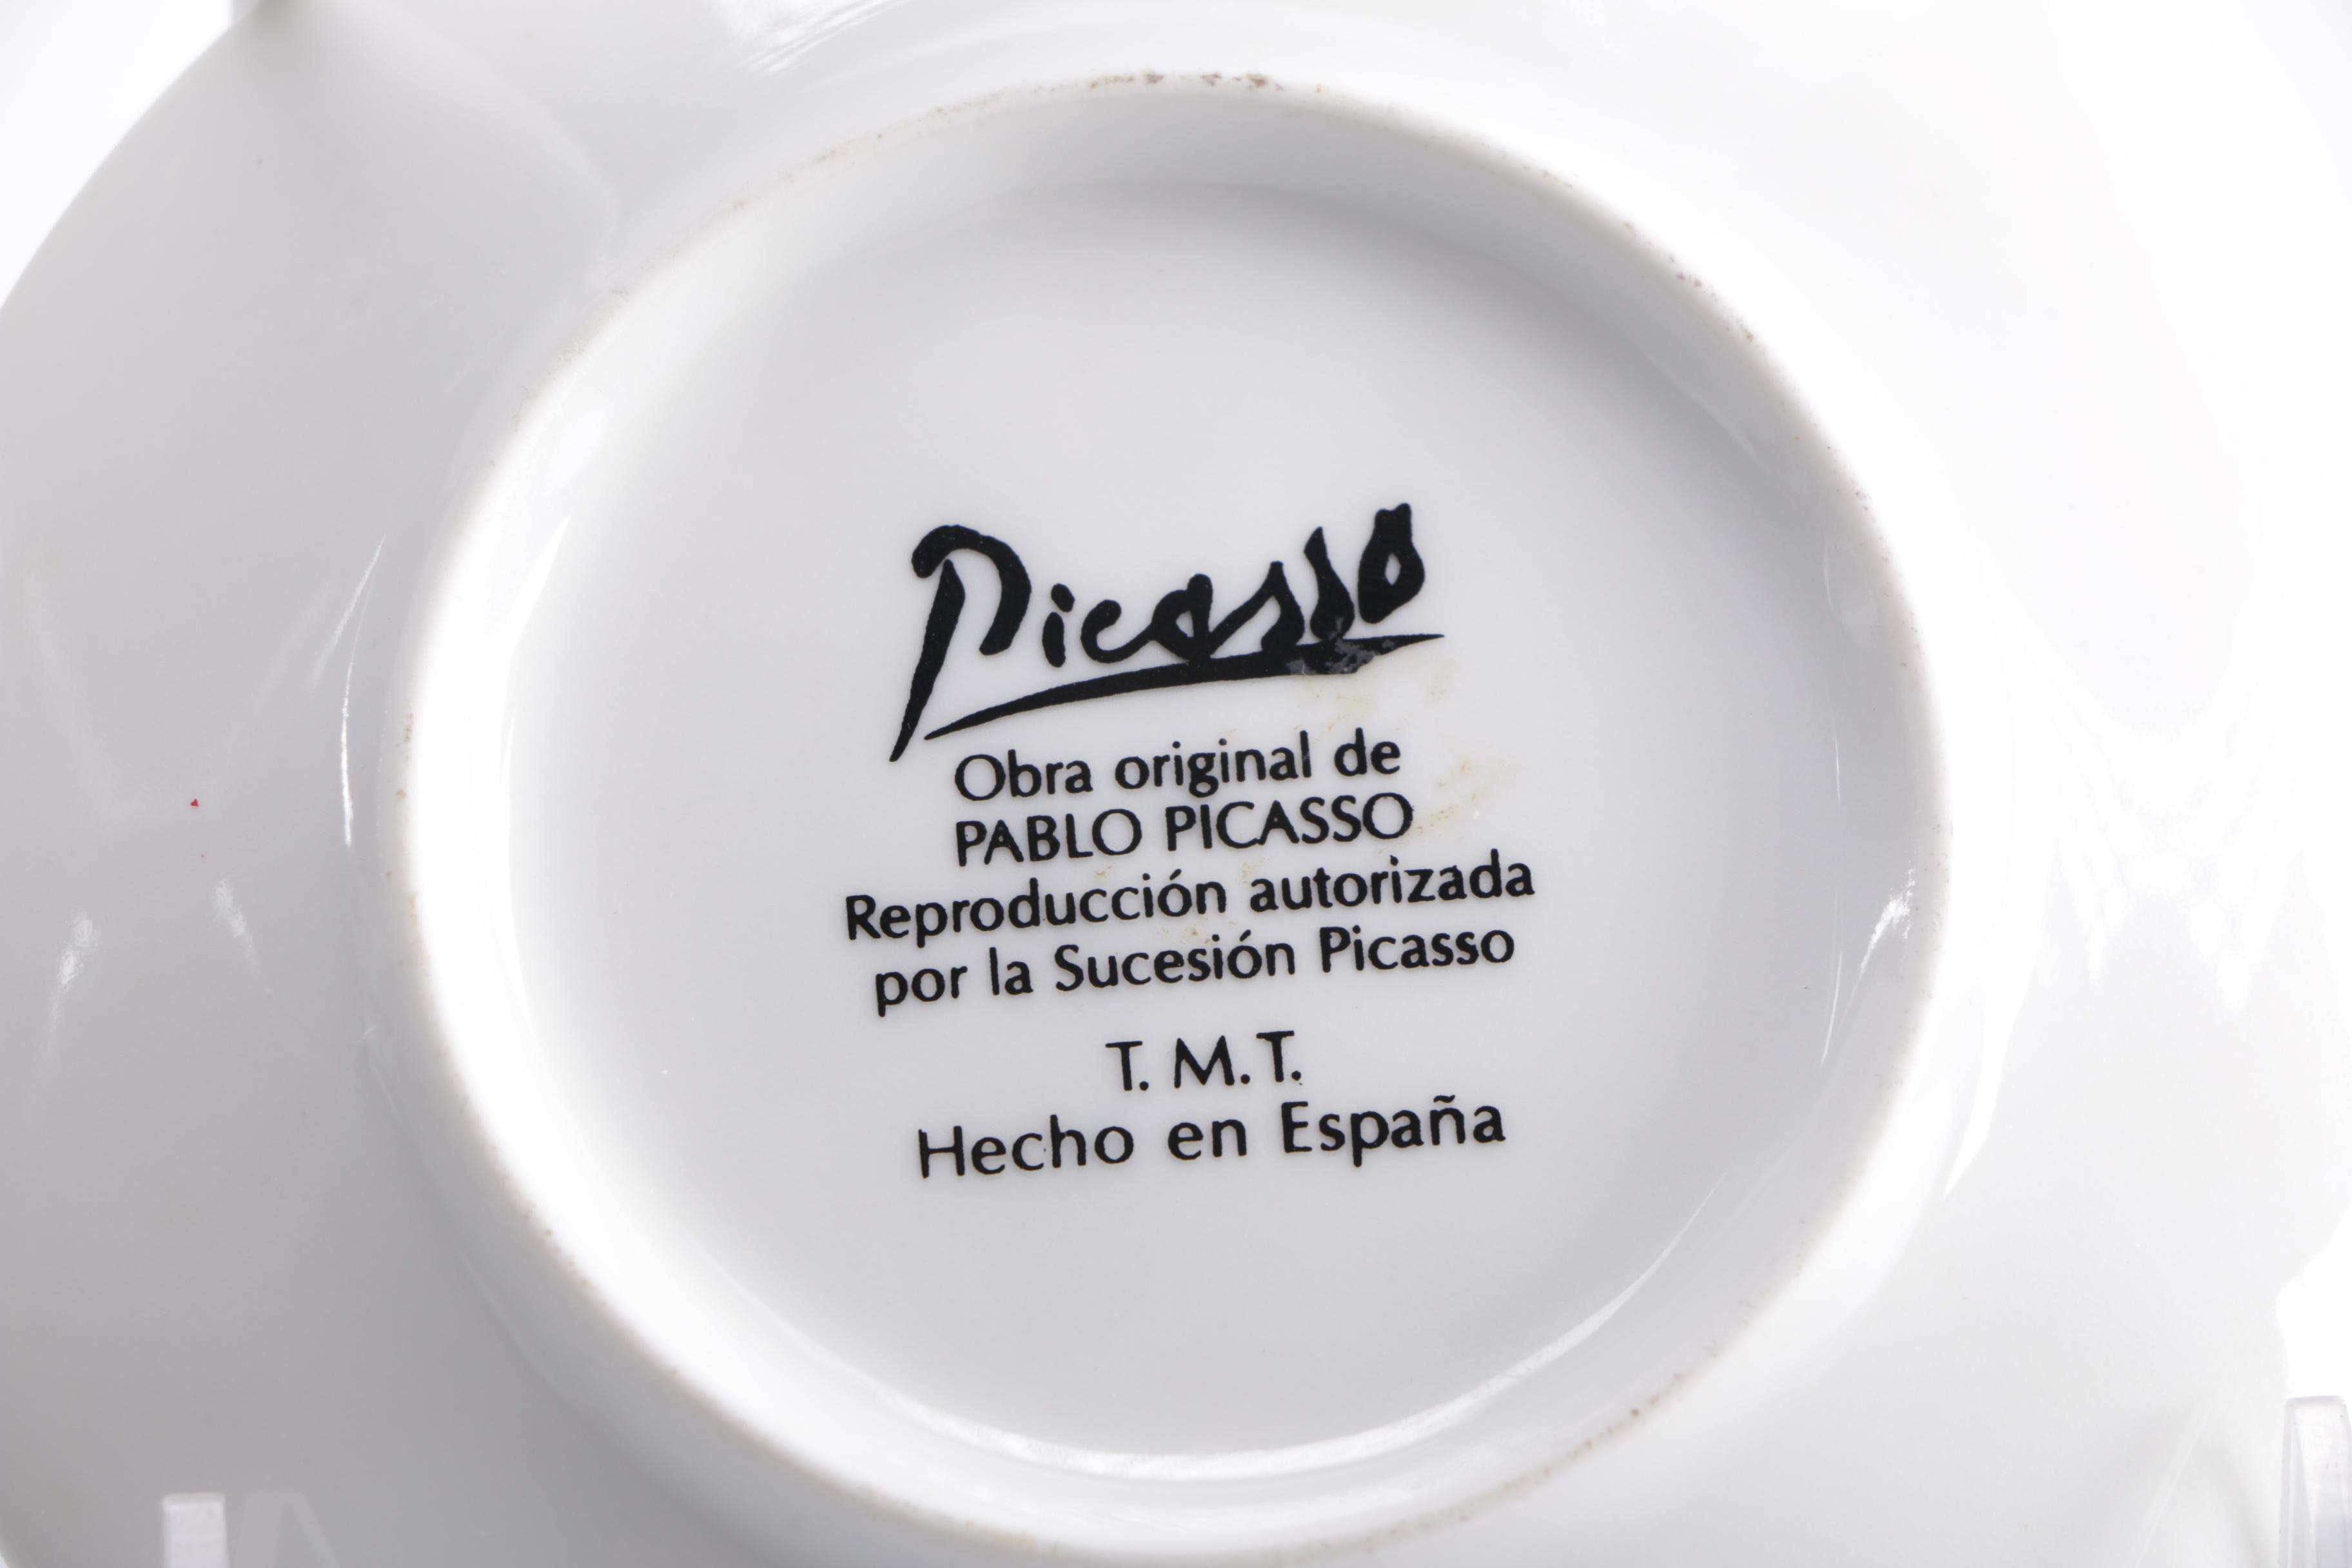 Picasso
Obra original de
PABLO PICASSO
Reproducción autorizada
por la Sucesión Picasso
T. M. T.
Hecho en España